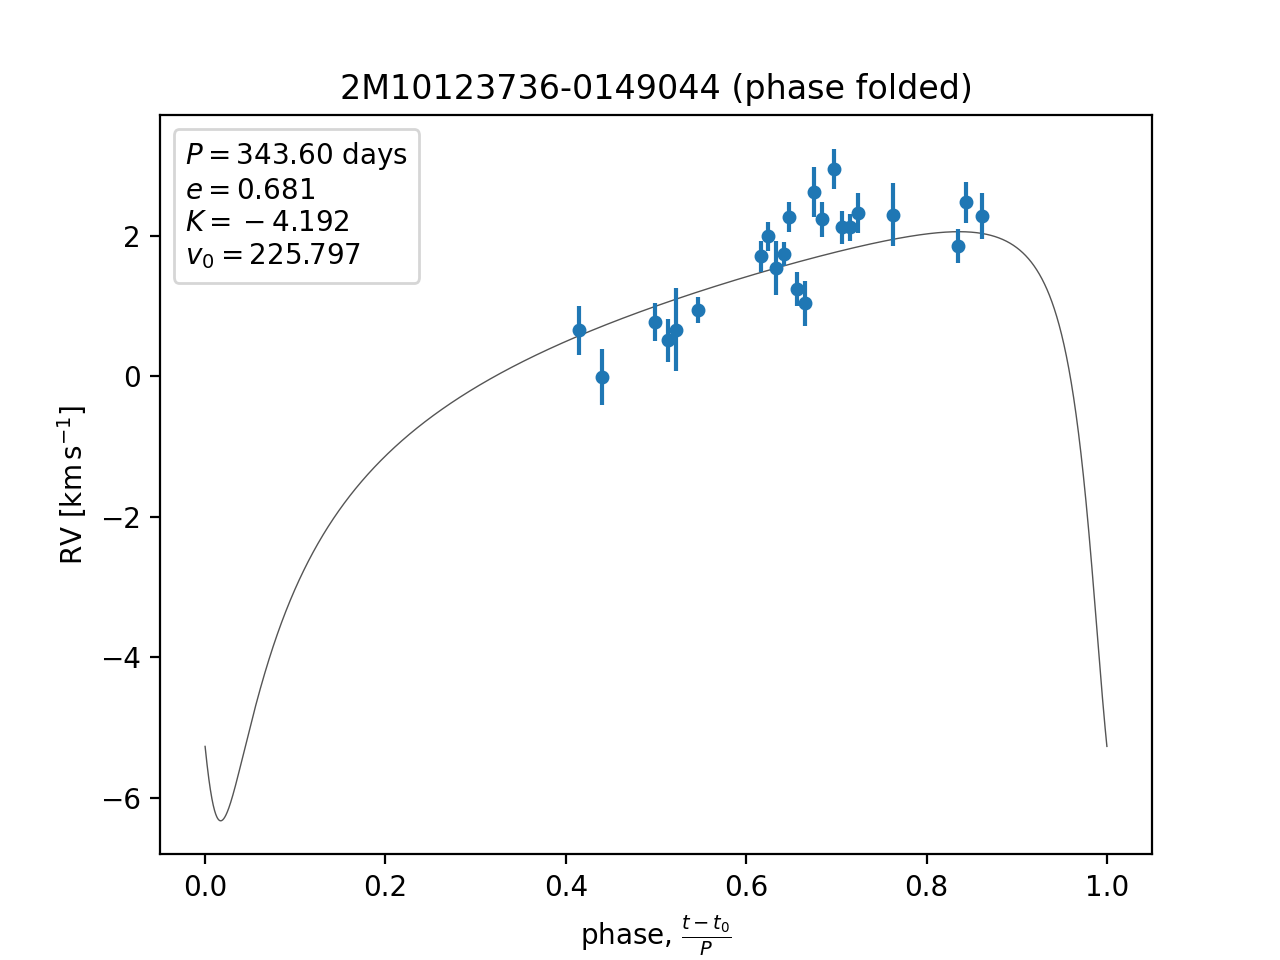 2M10123736-0149044 (phase folded)
P = 343.60 days
e = 0.681
K = −4.192
v₀ = 225.797
RV [km s⁻¹]
2
0
−2
−4
−6
0.0 0.2 0.4 0.6 0.8 1.0
phase, (t − t₀)/P